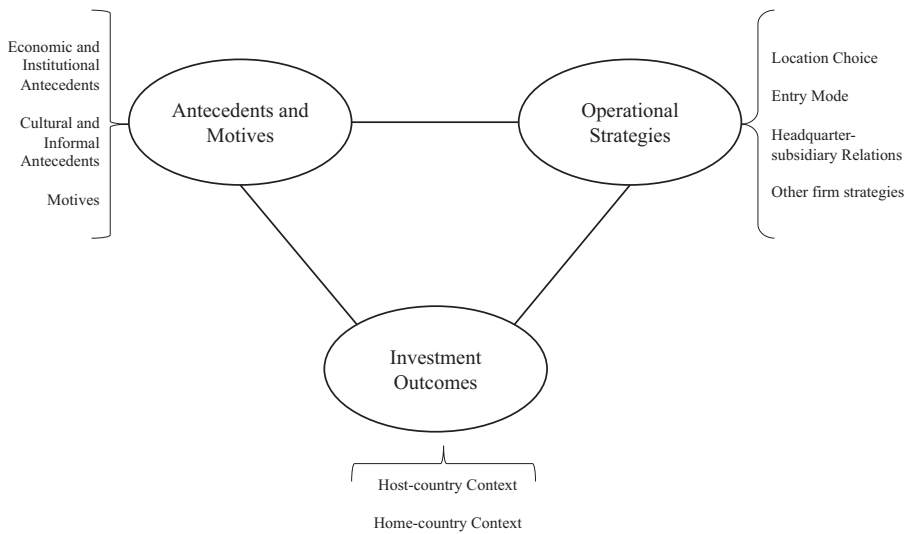 Economic and
Institutional
Antecedents
Cultural and
Informal
Antecedents
Motives
Antecedents and
Motives
Operational
Strategies
Location Choice
Entry Mode
Headquarter-
subsidiary Relations
Other firm strategies
Investment
Outcomes
Host-country Context
Home-country Context